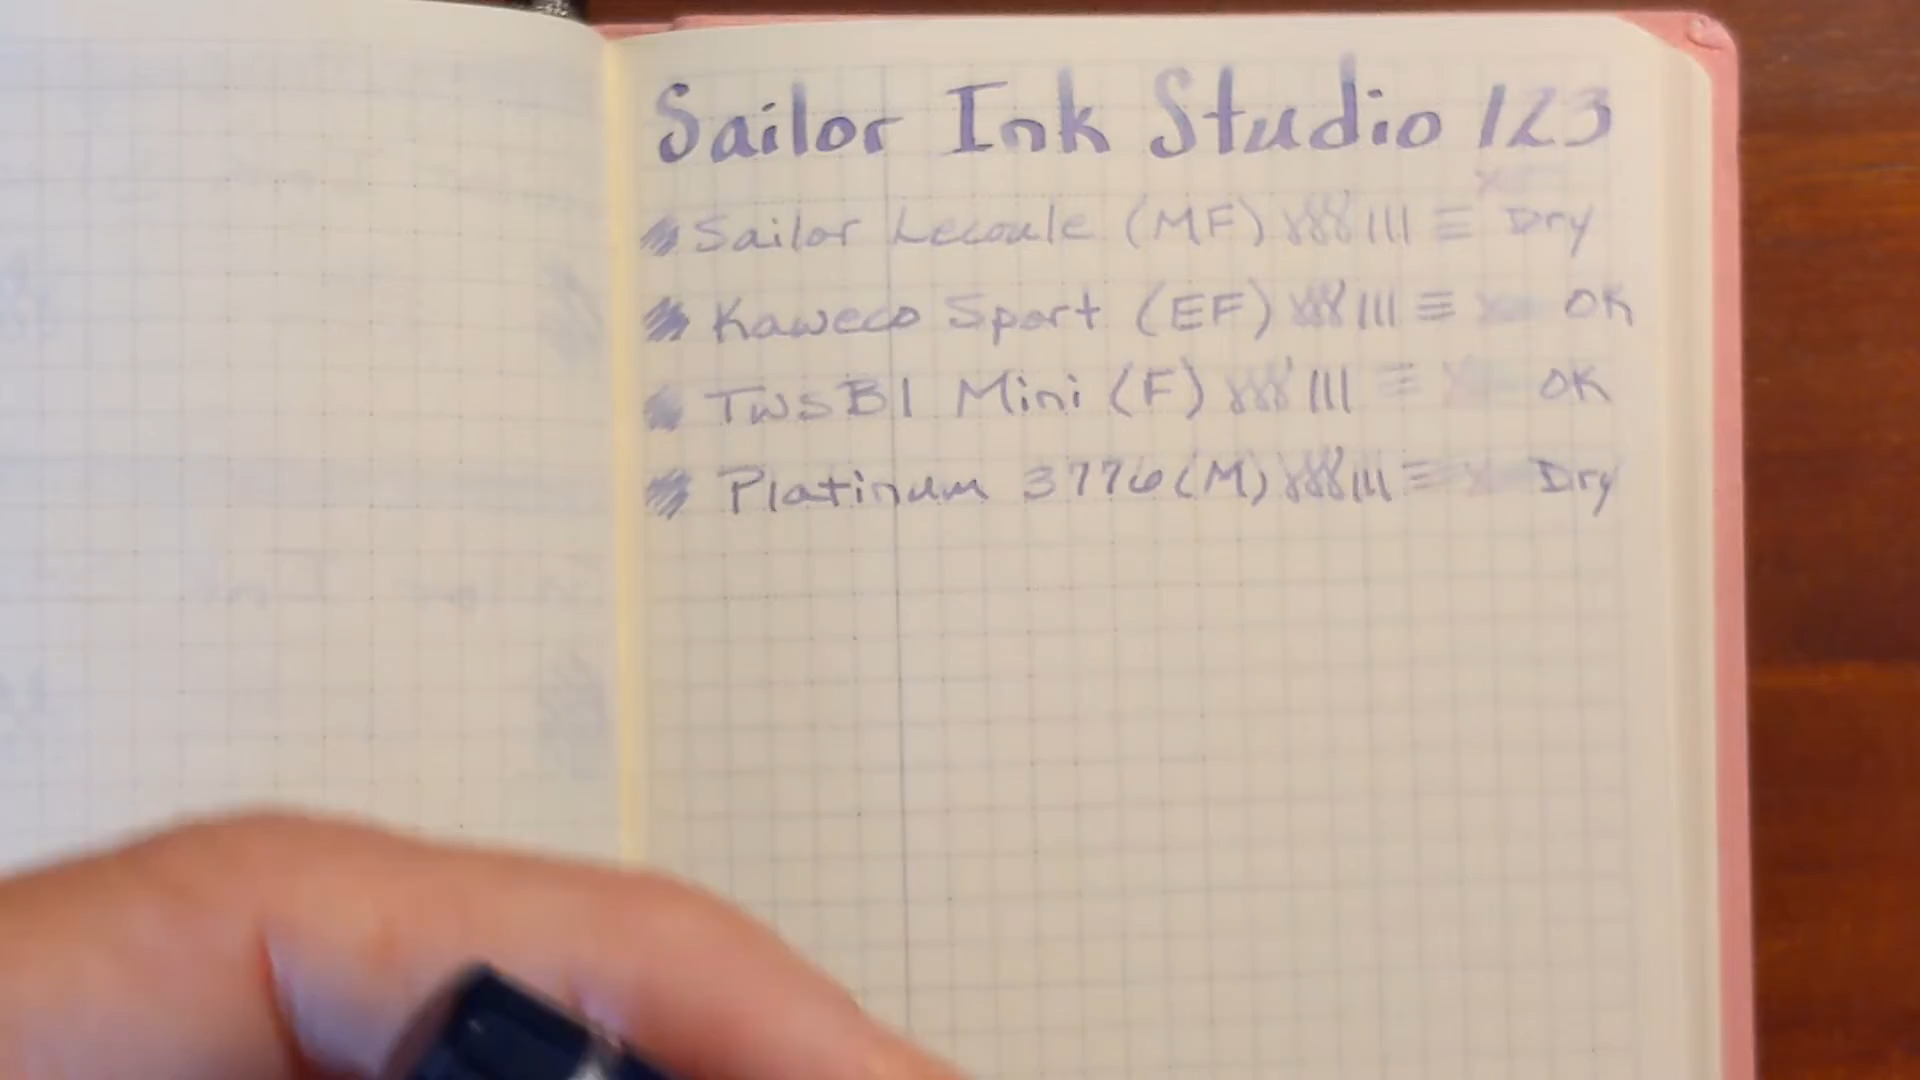 Sailor Ink Studio 123
Sailor Lecoule (MF) Dry
Kaweco Sport (EF) OK
TWSBI Mini (F) OK
Platinum 3776 (M) Dry